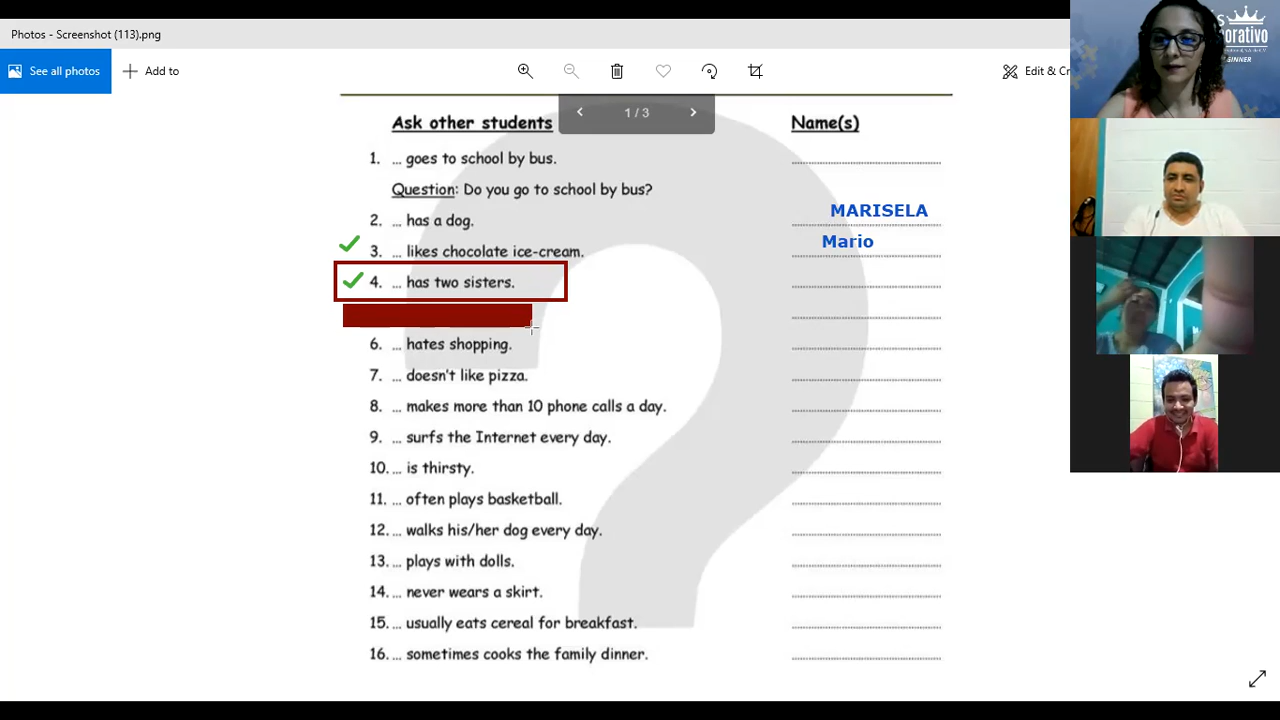 Photos - Screenshot (113).png
See all photos
Add to
1 / 3
Edit & Cr
Ask other students
Name(s)
1. ... goes to school by bus.
Question: Do you go to school by bus?
2. ... has a dog.
MARISELA
3. ... likes chocolate ice-cream.
Mario
4. ... has two sisters.
6. ... hates shopping.
7. ... doesn't like pizza.
8. ... makes more than 10 phone calls a day.
9. ... surfs the Internet every day.
10. ... is thirsty.
11. ... often plays basketball.
12. ... walks his/her dog every day.
13. ... plays with dolls.
14. ... never wears a skirt.
15. ... usually eats cereal for breakfast.
16. ... sometimes cooks the family dinner.